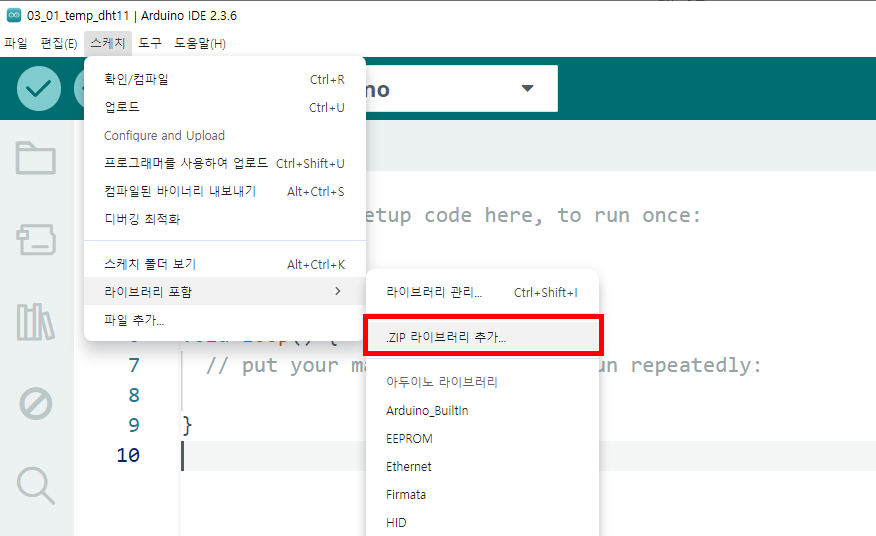 03_01_temp_dht11 | Arduino IDE 2.3.6
파일 편집(E) 스케치 도구 도움말(H)
확인/컴파일 Ctrl+R
업로드 Ctrl+U
Configure and Upload
프로그래머를 사용하여 업로드 Ctrl+Shift+U
컴파일된 바이너리 내보내기 Alt+Ctrl+S
디버깅 최적화
스케치 폴더 보기 Alt+Ctrl+K
라이브러리 포함
파일 추가...
no
etup code here, to run once:
라이브러리 관리... Ctrl+Shift+I
.ZIP 라이브러리 추가...
아두이노 라이브러리
Arduino_BuiltIn
EEPROM
Ethernet
Firmata
HID
7 // put your ma un repeatedly:
8
9 }
10